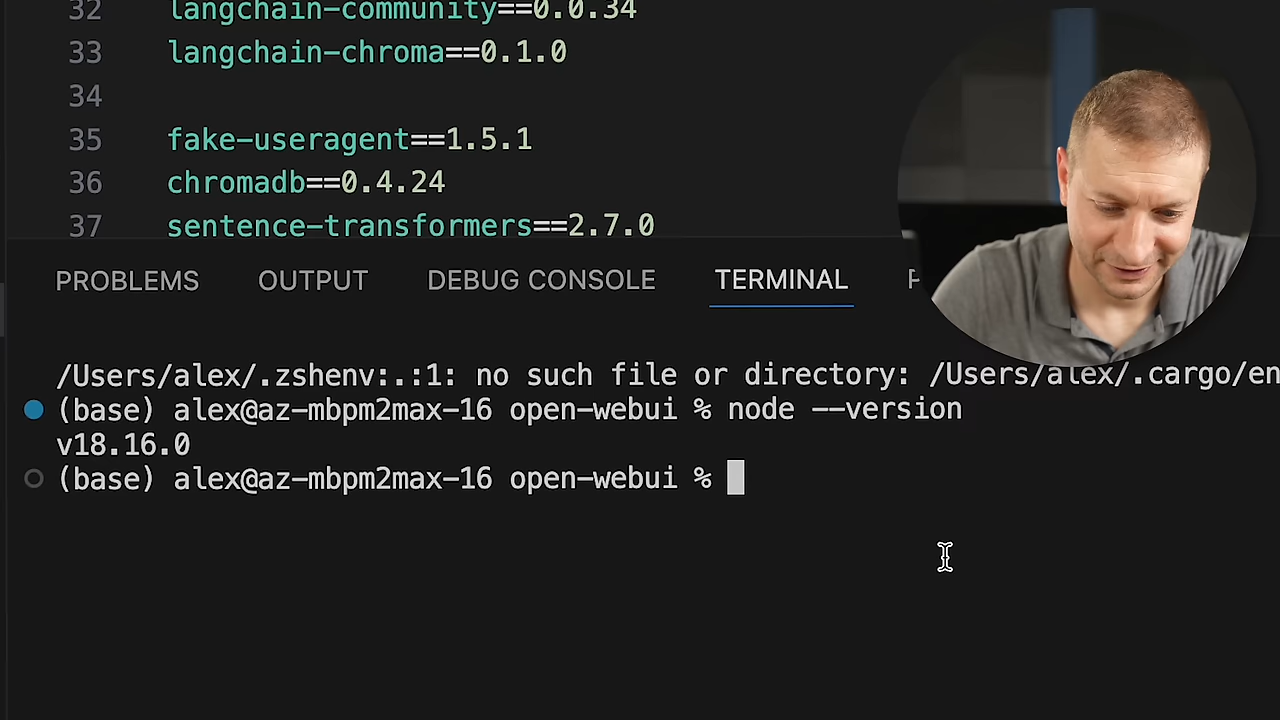 32 langchain-community==0.0.34
33 langchain-chroma==0.1.0
34
35 fake-useragent==1.5.1
36 chromadb==0.4.24
37 sentence-transformers==2.7.0
PROBLEMS OUTPUT DEBUG CONSOLE TERMINAL
/Users/alex/.zshenv:.:1: no such file or directory: /Users/alex/.cargo/en
(base) alex@az-mbpm2max-16 open-webui % node --version
v18.16.0
(base) alex@az-mbpm2max-16 open-webui %